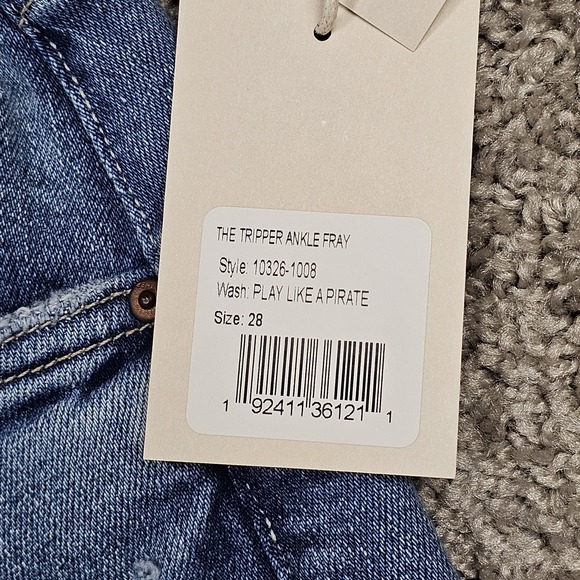 THE TRIPPER ANKLE FRAY
Style: 10326-1008
Wash: PLAY LIKE A PIRATE
Size: 28
1 92411 36121 1